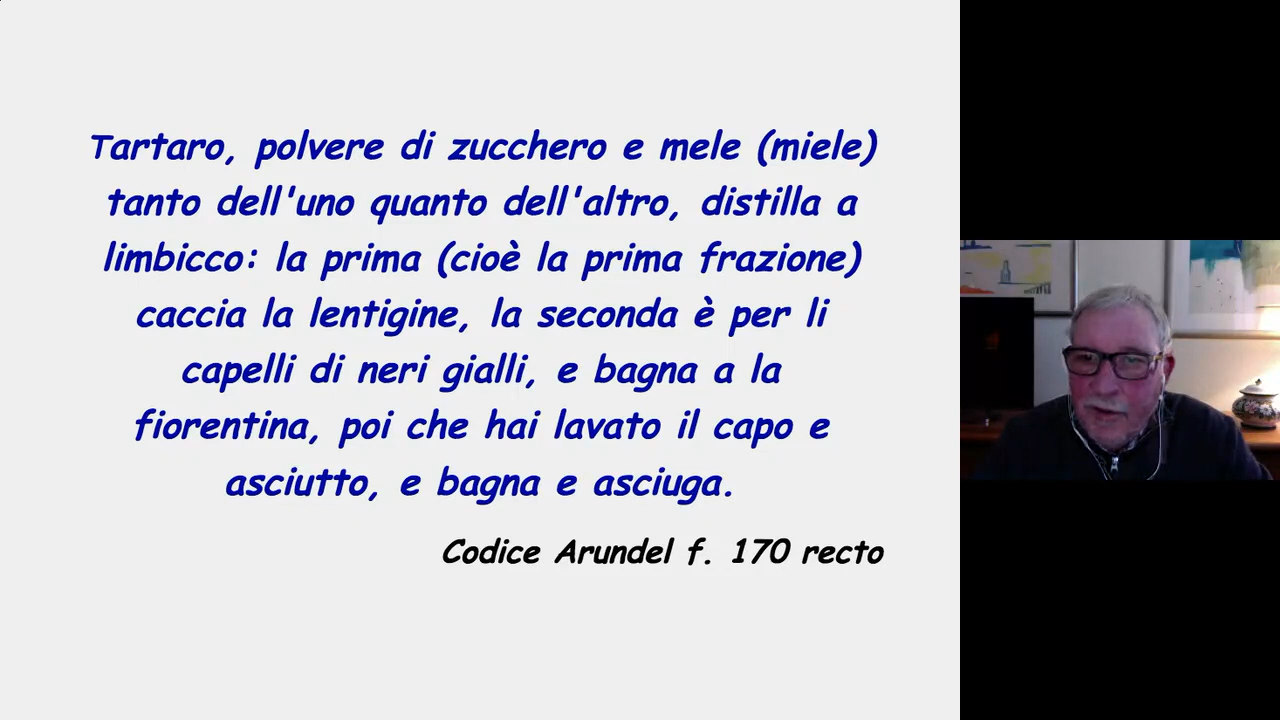 Tartaro, polvere di zucchero e mele (miele)
tanto dell'uno quanto dell'altro, distilla a
limbicco: la prima (cioè la prima frazione)
caccia la lentigine, la seconda è per li
capelli di neri gialli, e bagna a la
fiorentina, poi che hai lavato il capo e
asciutto, e bagna e asciuga.
Codice Arundel f. 170 recto